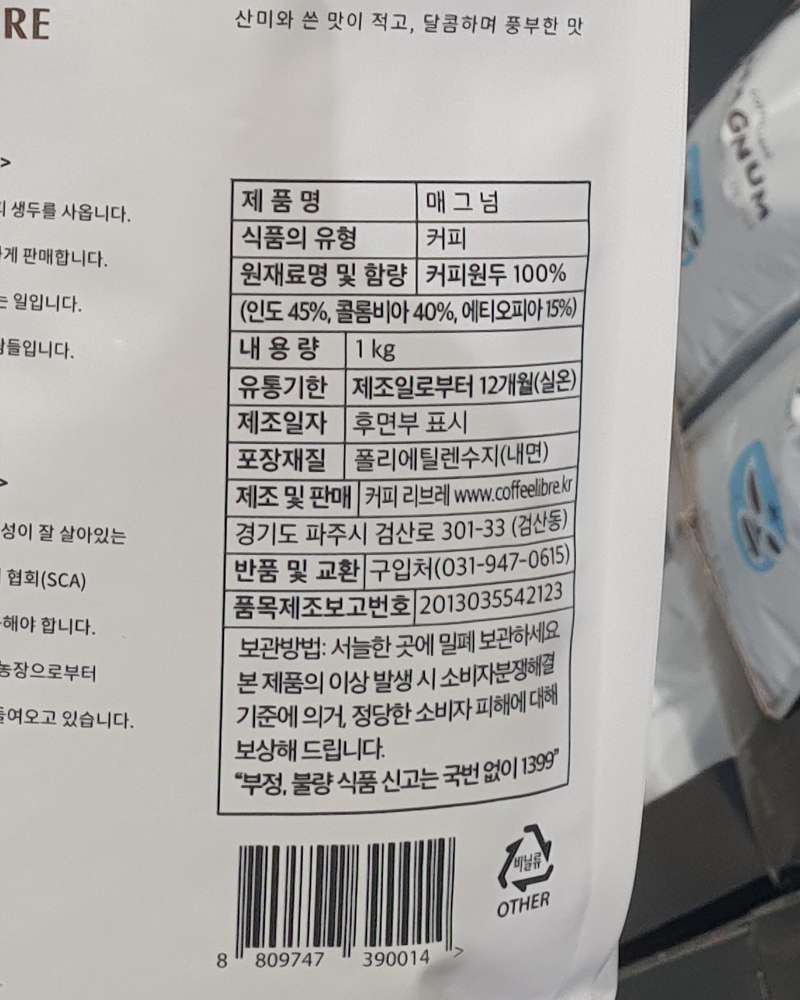 RE
산미와 쓴 맛이 적고, 달콤하며 풍부한 맛
>
생두를 사옵니다.
판매합니다.
일입니다.
들입니다.
>
성이 잘 살아있는
협회(SCA)
해야 합니다.
농장으로부터
여오고 있습니다.
제 품 명 매 그 넘
식품의 유형 커피
원재료명 및 함량 커피원두 100%
(인도 45%, 콜롬비아 40%, 에티오피아 15%)
내 용 량 1 kg
유통기한 제조일로부터 12개월(실온)
제조일자 후면부 표시
포장재질 폴리에틸렌수지(내면)
제조 및 판매 커피 리브레 www.coffeelibre.kr
경기도 파주시 검산로 301-33 (검산동)
반품 및 교환 구입처(031-947-0615)
품목제조보고번호 2013035542123
보관방법: 서늘한 곳에 밀폐 보관하세요
본 제품의 이상 발생 시 소비자분쟁해결
기준에 의거, 정당한 소비자 피해에 대해
보상해 드립니다.
“부정, 불량 식품 신고는 국번 없이 1399”
8 809747 390014 >
비닐류
OTHER
GNUM